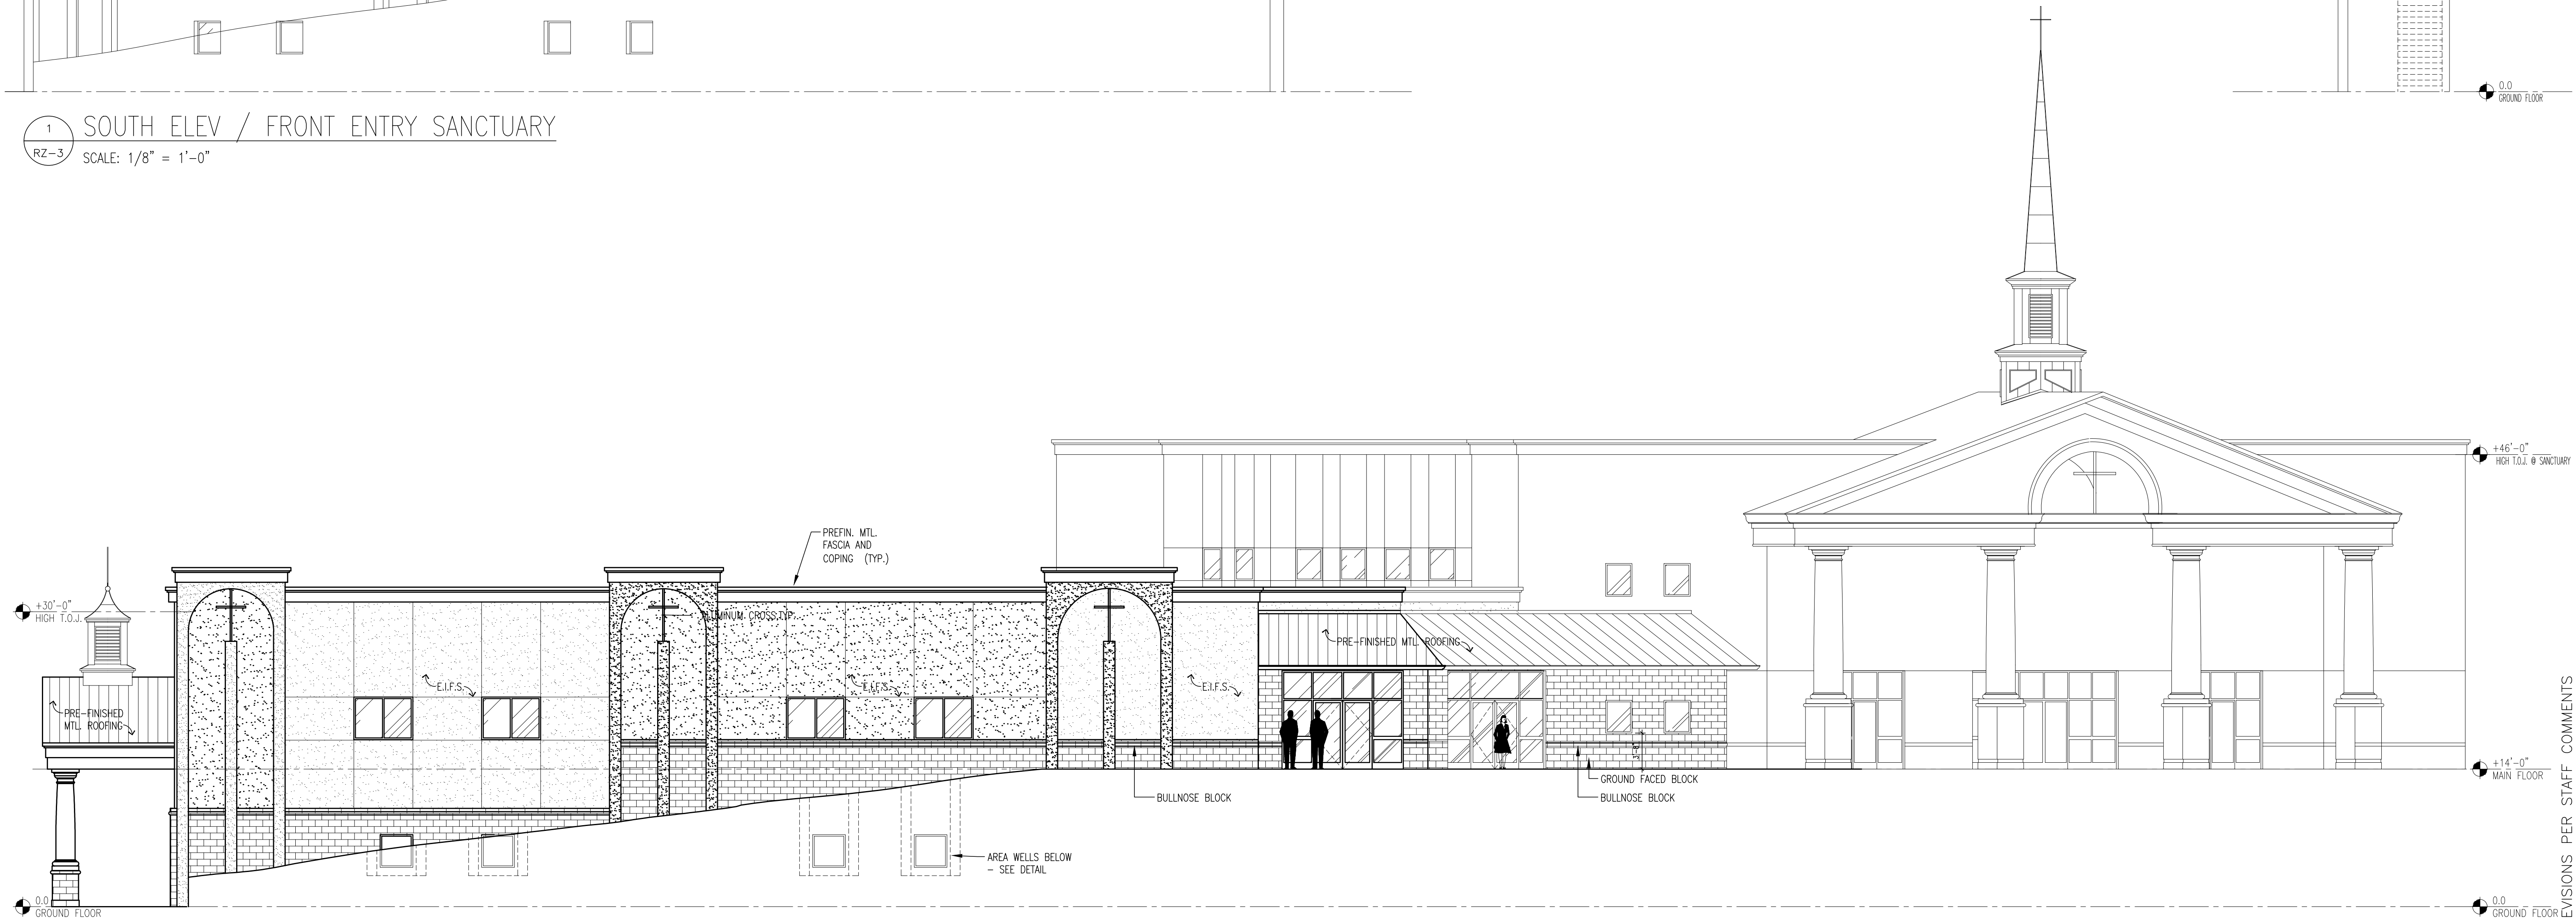 0.0
GROUND FLOOR
1
RZ-3
SOUTH ELEV / FRONT ENTRY SANCTUARY
SCALE: 1/8" = 1'-0"
+46'-0"
HIGH T.O.J. @ SANCTUARY
PREFIN. MTL.
FASCIA AND
COPING (TYP.)
+30'-0"
HIGH T.O.J.
ALUMINUM CROSS,TYP.
PRE-FINISHED MTL. ROOFING
E.I.F.S.
E.I.F.S.
E.I.F.S.
PRE-FINISHED
MTL. ROOFING
+14'-0"
MAIN FLOOR
GROUND FACED BLOCK
BULLNOSE BLOCK
BULLNOSE BLOCK
AREA WELLS BELOW
- SEE DETAIL
0.0
GROUND FLOOR
0.0
GROUND FLOOR
EVISIONS PER STAFF COMMENTS